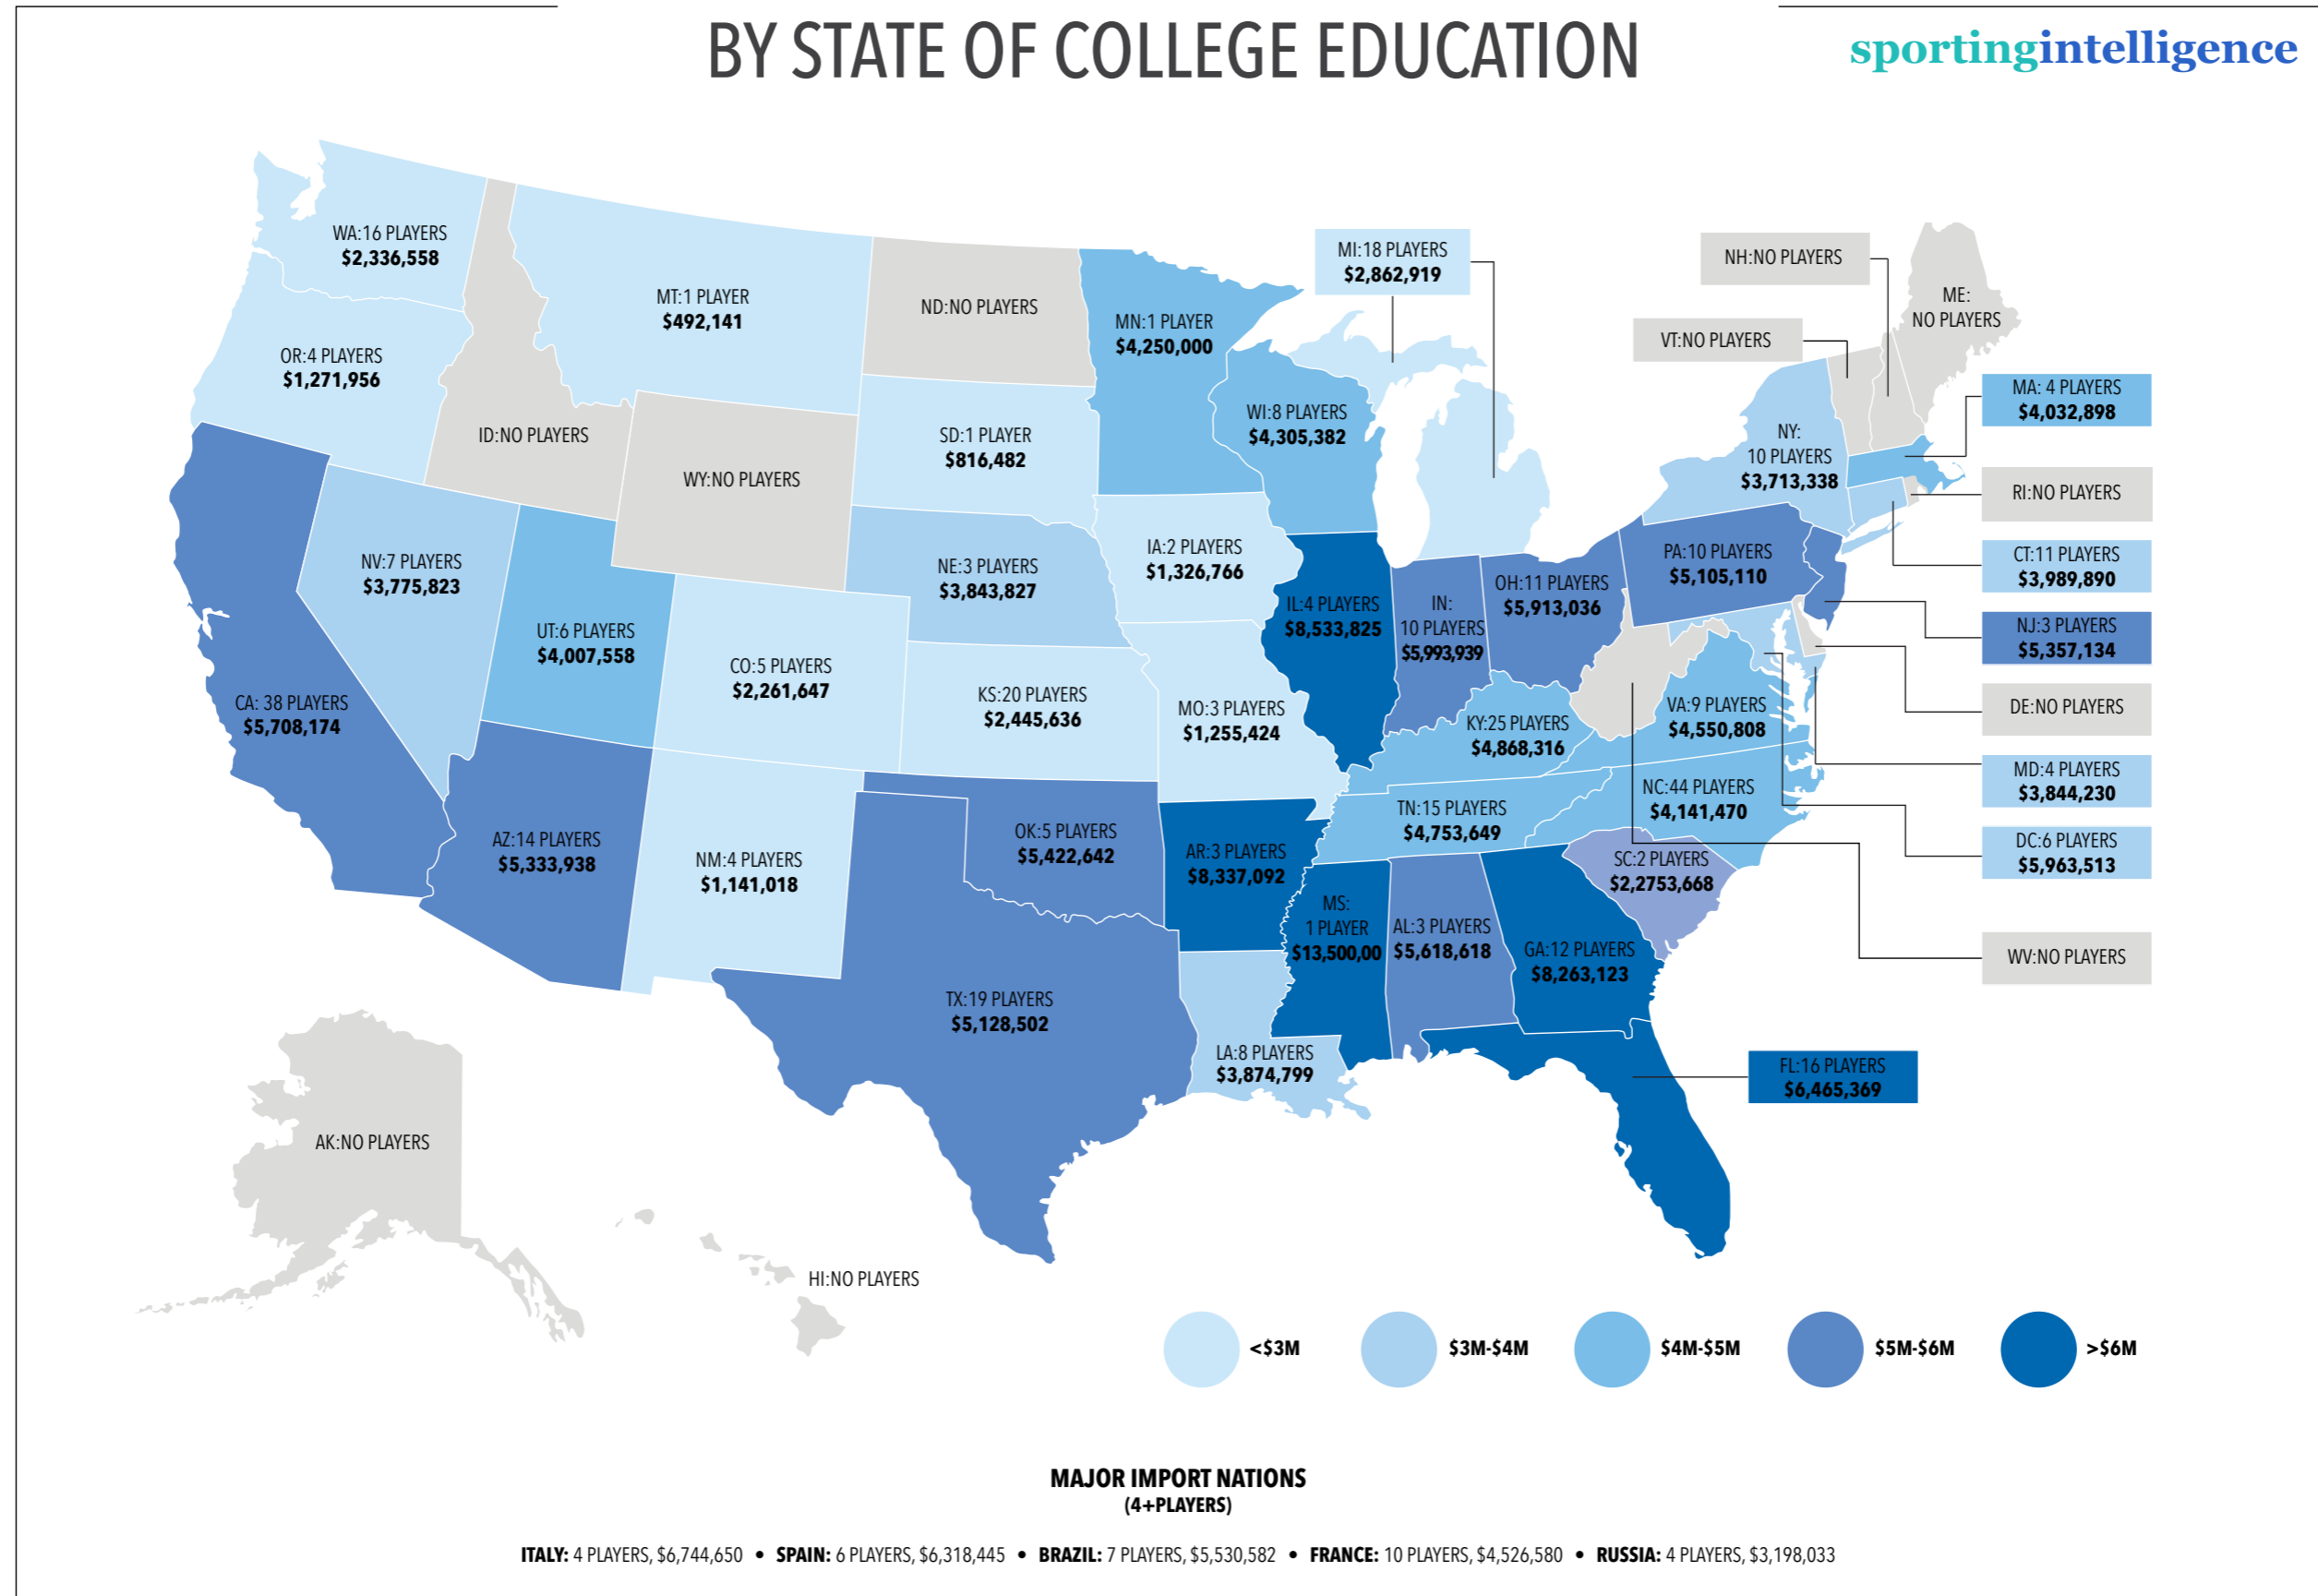 BY STATE OF COLLEGE EDUCATION
sportingintelligence
WA:16 PLAYERS
$2,336,558
OR:4 PLAYERS
$1,271,956
MT:1 PLAYER
$492,141
ID:NO PLAYERS
WY:NO PLAYERS
ND:NO PLAYERS
SD:1 PLAYER
$816,482
MN:1 PLAYER
$4,250,000
WI:8 PLAYERS
$4,305,382
MI:18 PLAYERS
$2,862,919
NH:NO PLAYERS
VT:NO PLAYERS
ME:
NO PLAYERS
MA: 4 PLAYERS
$4,032,898
NY:
10 PLAYERS
$3,713,338
RI:NO PLAYERS
CT:11 PLAYERS
$3,989,890
NJ:3 PLAYERS
$5,357,134
DE:NO PLAYERS
MD:4 PLAYERS
$3,844,230
DC:6 PLAYERS
$5,963,513
WV:NO PLAYERS
CA: 38 PLAYERS
$5,708,174
NV:7 PLAYERS
$3,775,823
UT:6 PLAYERS
$4,007,558
CO:5 PLAYERS
$2,261,647
NE:3 PLAYERS
$3,843,827
KS:20 PLAYERS
$2,445,636
IA:2 PLAYERS
$1,326,766
MO:3 PLAYERS
$1,255,424
IL:4 PLAYERS
$8,533,825
IN:
10 PLAYERS
$5,993,939
OH:11 PLAYERS
$5,913,036
PA:10 PLAYERS
$5,105,110
KY:25 PLAYERS
$4,868,316
VA:9 PLAYERS
$4,550,808
TN:15 PLAYERS
$4,753,649
NC:44 PLAYERS
$4,141,470
SC:2 PLAYERS
$2,2753,668
AZ:14 PLAYERS
$5,333,938
NM:4 PLAYERS
$1,141,018
OK:5 PLAYERS
$5,422,642
AR:3 PLAYERS
$8,337,092
MS:
1 PLAYER
$13,500,00
AL:3 PLAYERS
$5,618,618
GA:12 PLAYERS
$8,263,123
TX:19 PLAYERS
$5,128,502
LA:8 PLAYERS
$3,874,799
FL:16 PLAYERS
$6,465,369
AK:NO PLAYERS
HI:NO PLAYERS
<$3M
$3M-$4M
$4M-$5M
$5M-$6M
>$6M
MAJOR IMPORT NATIONS
(4+PLAYERS)
ITALY: 4 PLAYERS, $6,744,650 • SPAIN: 6 PLAYERS, $6,318,445 • BRAZIL: 7 PLAYERS, $5,530,582 • FRANCE: 10 PLAYERS, $4,526,580 • RUSSIA: 4 PLAYERS, $3,198,033